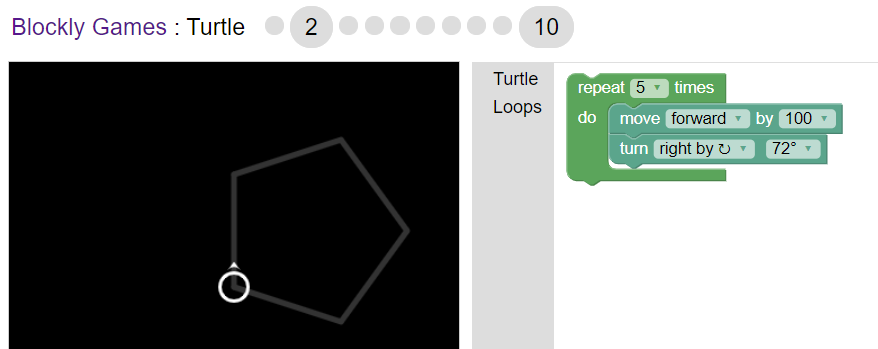 Blockly Games : Turtle 2 10
Turtle
Loops
repeat 5 times
do move forward by 100
turn right by ↻ 72°